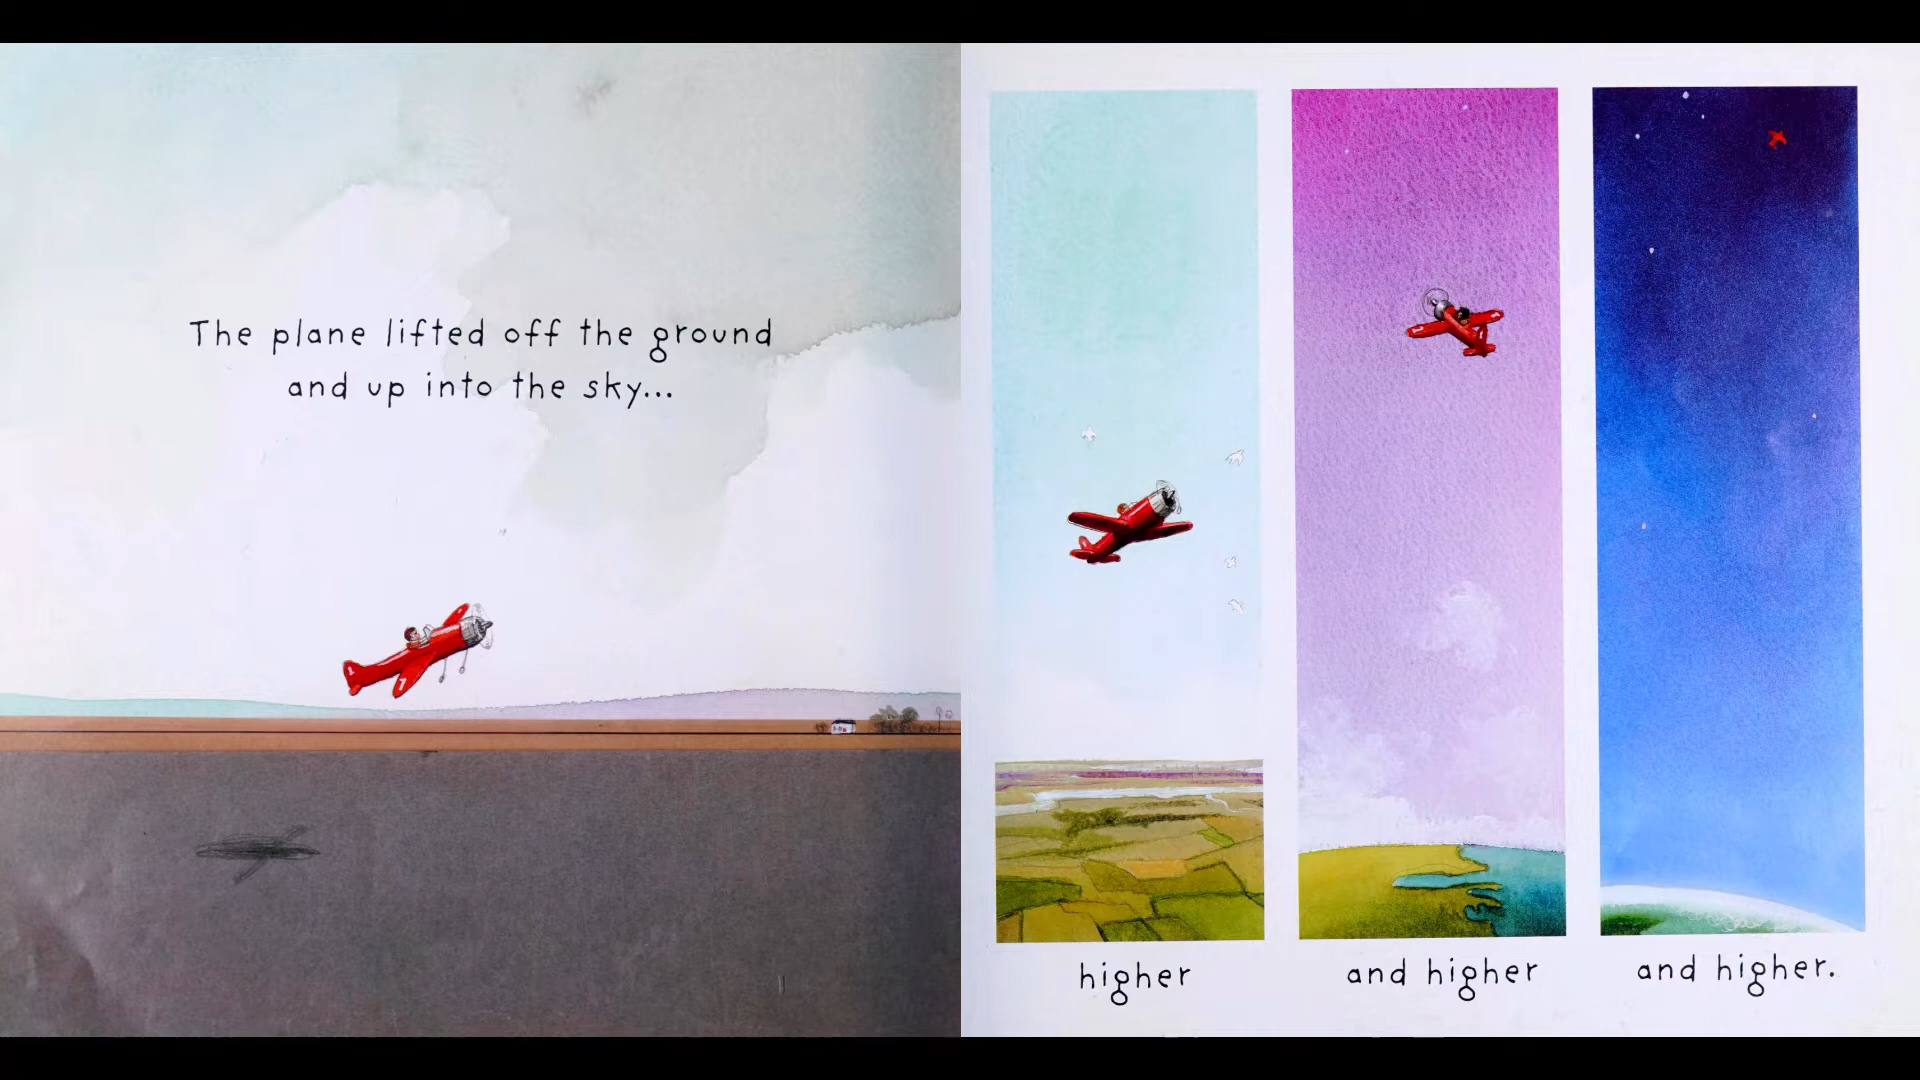 The plane lifted off the ground
and up into the sky...
higher
and higher
and higher.